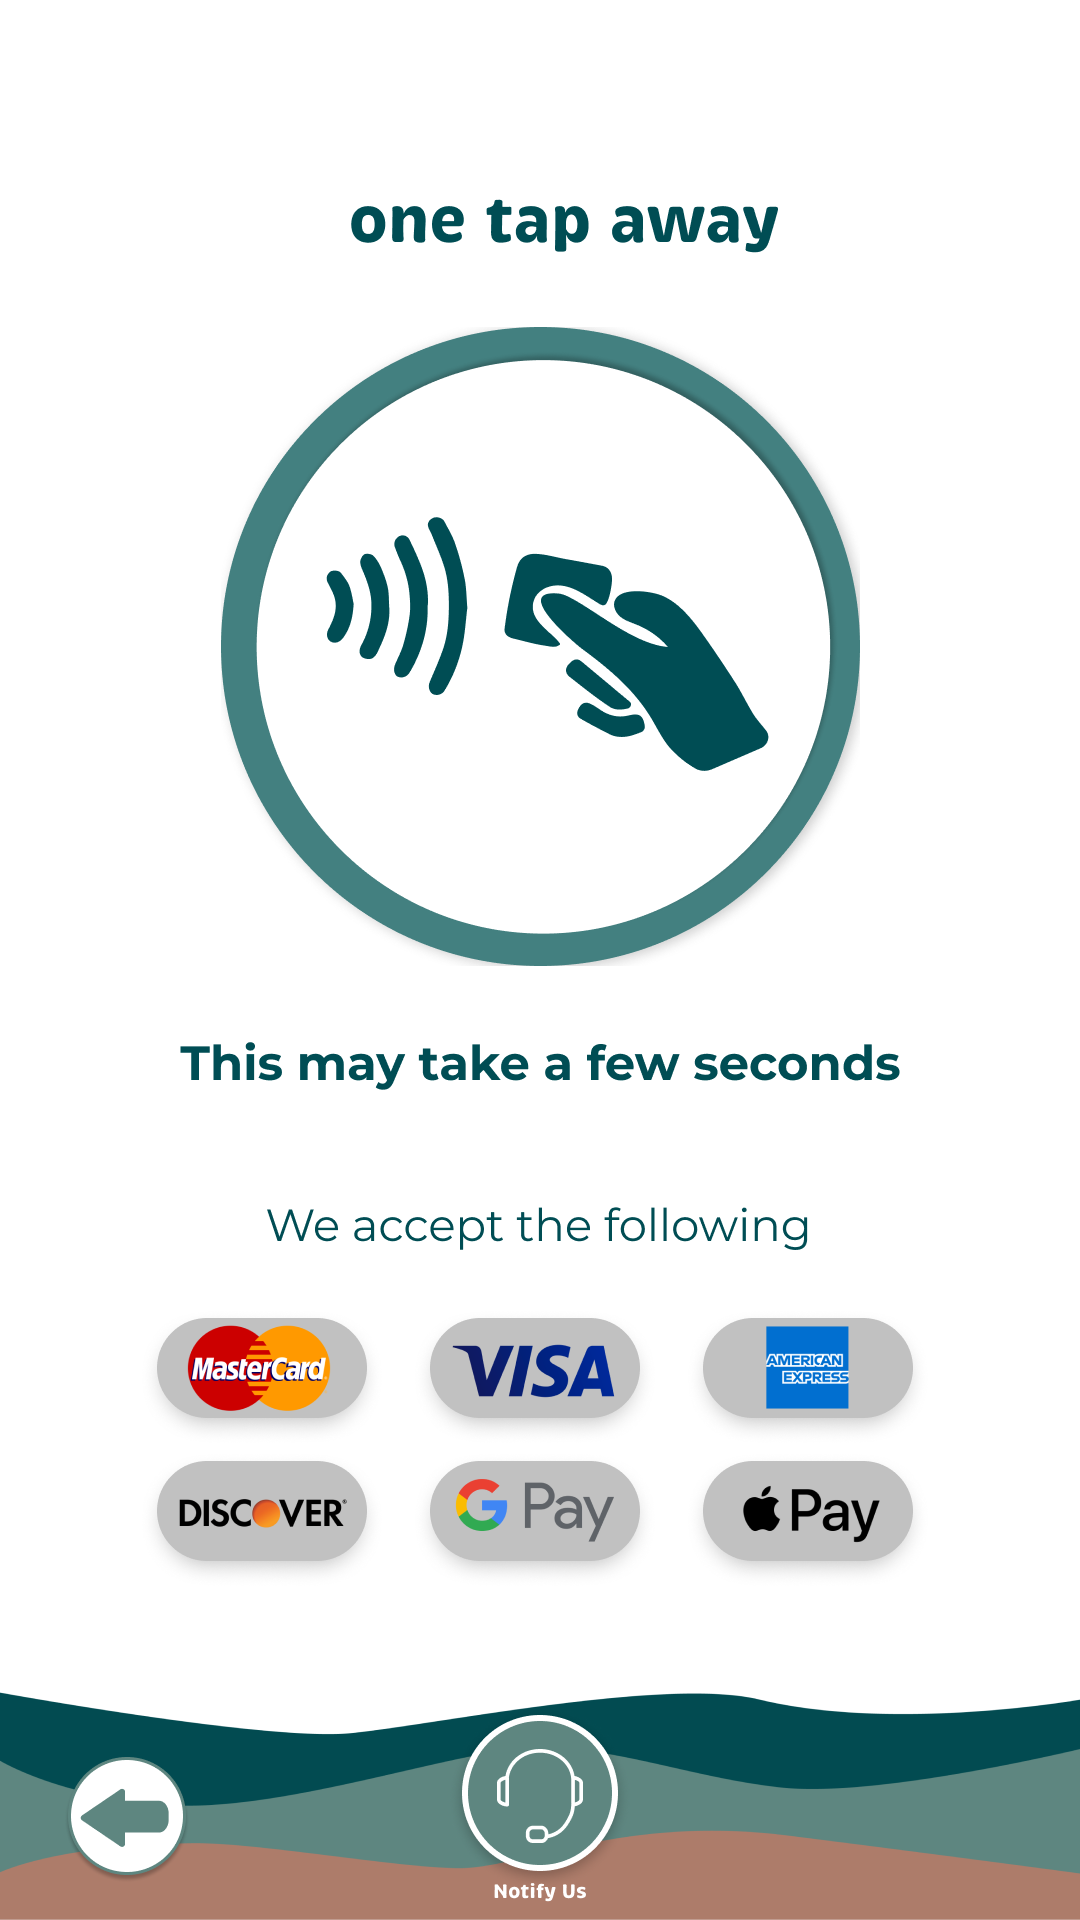 one tap away
This may take a few seconds
We accept the following
MasterCard VISA AMERICAN EXPRESS
DISCOVER G Pay Pay
Notify Us